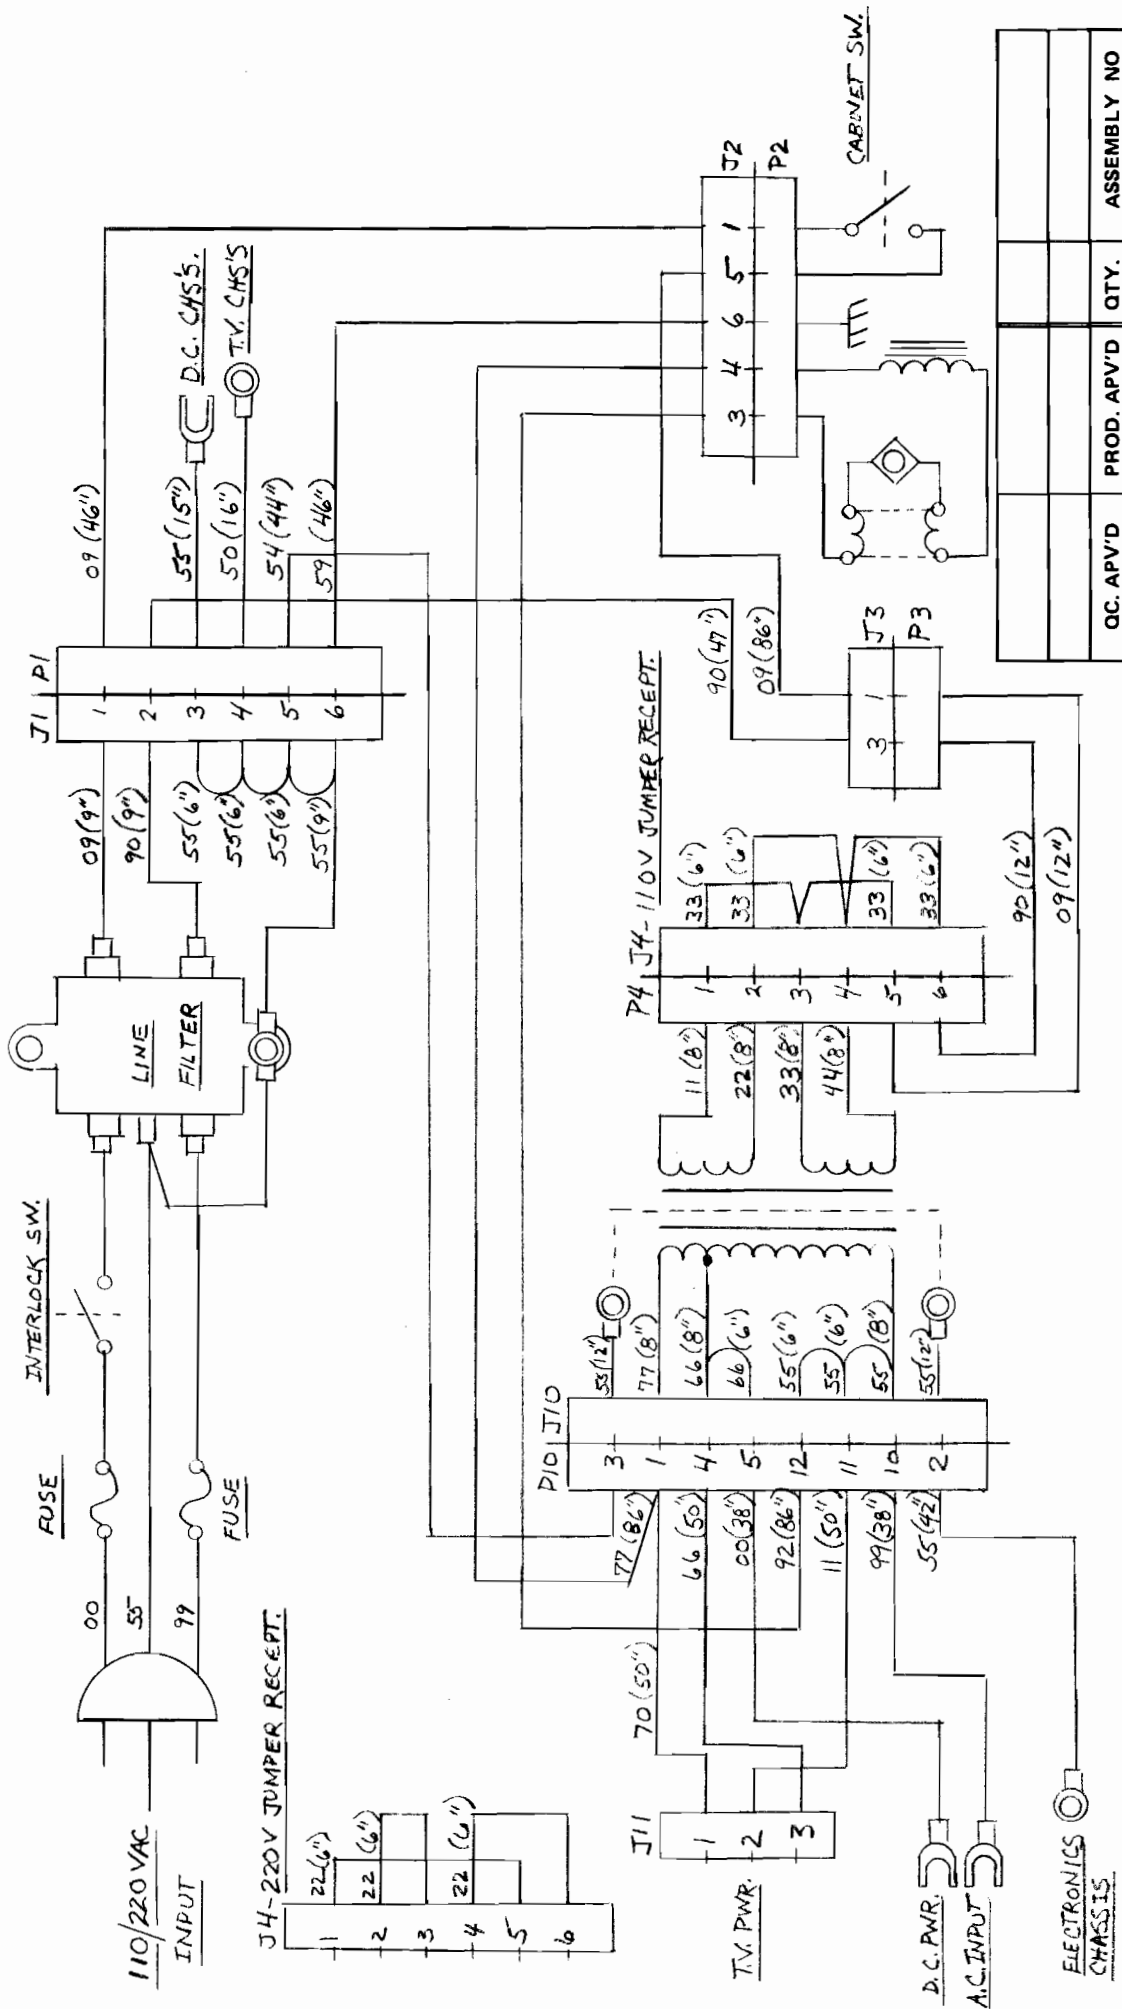 110/220 VAC
INPUT
00
55
99
FUSE
FUSE
INTERLOCK SW.
LINE
FILTER
09(9")
90(9")
55(6")
55(6")
55(6")
55(9")
J1 P1
1
2
3
4
5
6
09 (46")
55(15")
50(16")
54(44")
59 (46")
D.C. CHS'S.
T.V. CHS'S
J4-220V JUMPER RECEPT.
1
2
3
4
5
6
22(6")
22 (6")
22 (6")
T.V. PWR.
J11
1
2
3
D.C. PWR.
A.C. INPUT
ELECTRONICS
CHASSIS
70(50")
77(86")
66(50")
00(38")
92(86")
11(50")
99(38")
55(42")
P10 J10
3
1
4
5
12
11
10
2
55(12")
77(8")
66(8")
66(6")
55(6")
55(6")
55(8")
55(12")
11(8")
22(8")
33(8")
44(8")
P4 J4-110V JUMPER RECEPT.
1
2
3
4
5
6
33(6")
33(6")
33(6")
33(6")
90(12")
09(12")
90(47")
09(86")
J3
P3
3 1
J2
P2
3 4 6 5 1
CABINET SW.
QC. APV'D PROD. APV'D QTY. ASSEMBLY NO